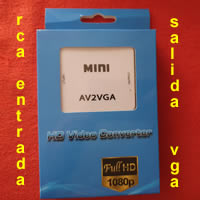 rca entrada
salida vga
MINI
AV2VGA
HD Video Converter
Full HD
1080p